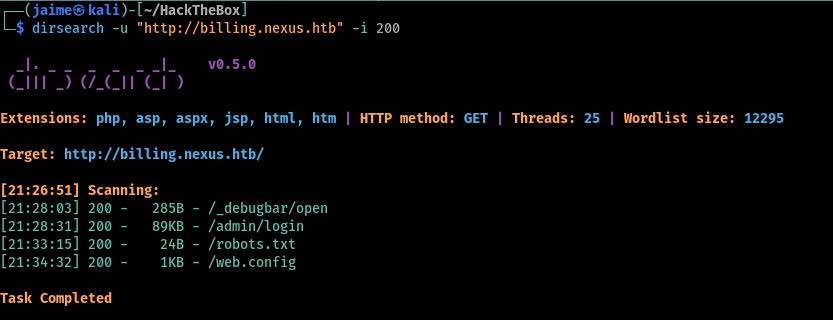 ┌──(jaime㉿kali)-[~/HackTheBox]
└─$ dirsearch -u "http://billing.nexus.htb" -i 200
_|. _ _  _  _  _ _|_    v0.5.0
(_||| _) (/_(_|| (_| )
Extensions: php, asp, aspx, jsp, html, htm | HTTP method: GET | Threads: 25 | Wordlist size: 12295
Target: http://billing.nexus.htb/
[21:26:51] Scanning:
[21:28:03] 200 -   285B - /_debugbar/open
[21:28:31] 200 -   89KB - /admin/login
[21:33:15] 200 -    24B - /robots.txt
[21:34:32] 200 -    1KB - /web.config
Task Completed